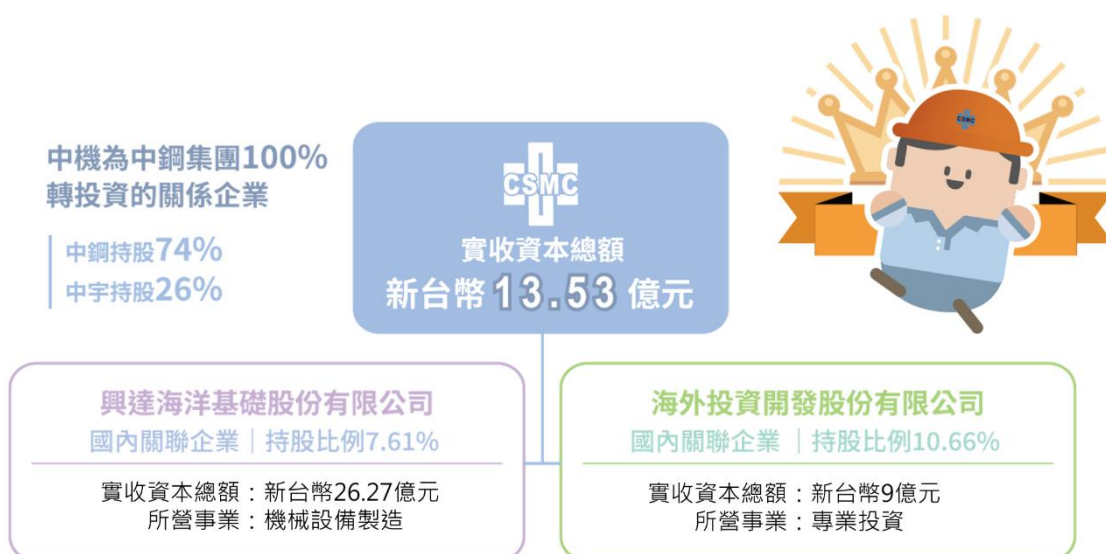 中機為中鋼集團100%
轉投資的關係企業
中鋼持股74%
中宇持股26%
CSMC
實收資本總額
新台幣 13.53 億元
CSMC
興達海洋基礎股份有限公司
國內關聯企業｜持股比例7.61%
實收資本總額：新台幣26.27億元
所營事業：機械設備製造
海外投資開發股份有限公司
國內關聯企業 ｜持股比例10.66%
實收資本總額：新台幣9億元
所營事業：專業投資